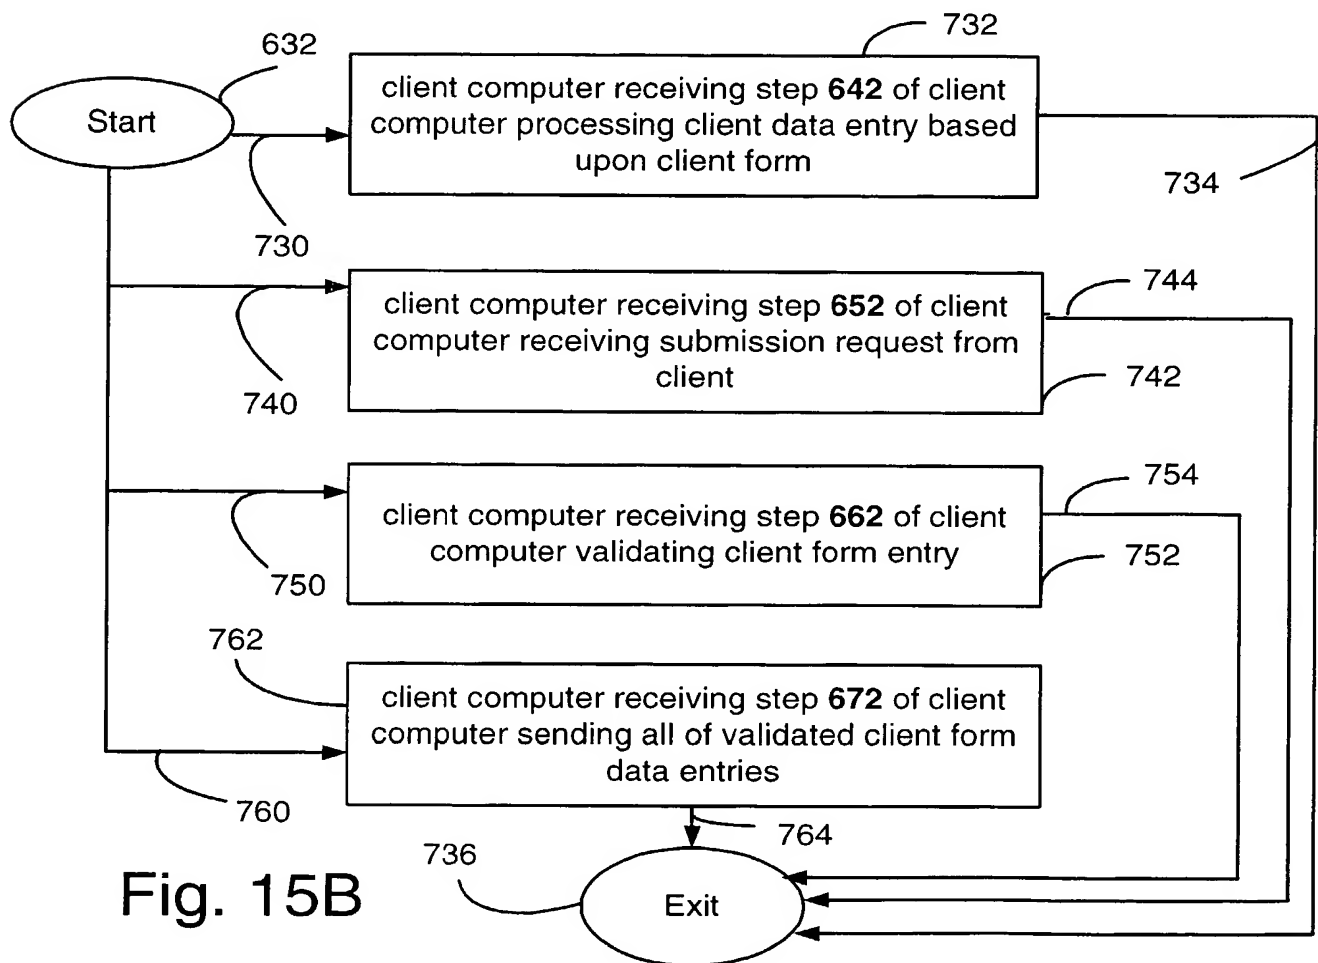 632
732
Start
client computer receiving step 642 of client
computer processing client data entry based
upon client form
734
730
client computer receiving step 652 of client
computer receiving submission request from
client
744
742
740
client computer receiving step 662 of client
computer validating client form entry
754
752
750
762
client computer receiving step 672 of client
computer sending all of validated client form
data entries
760
764
736
Exit
Fig. 15B